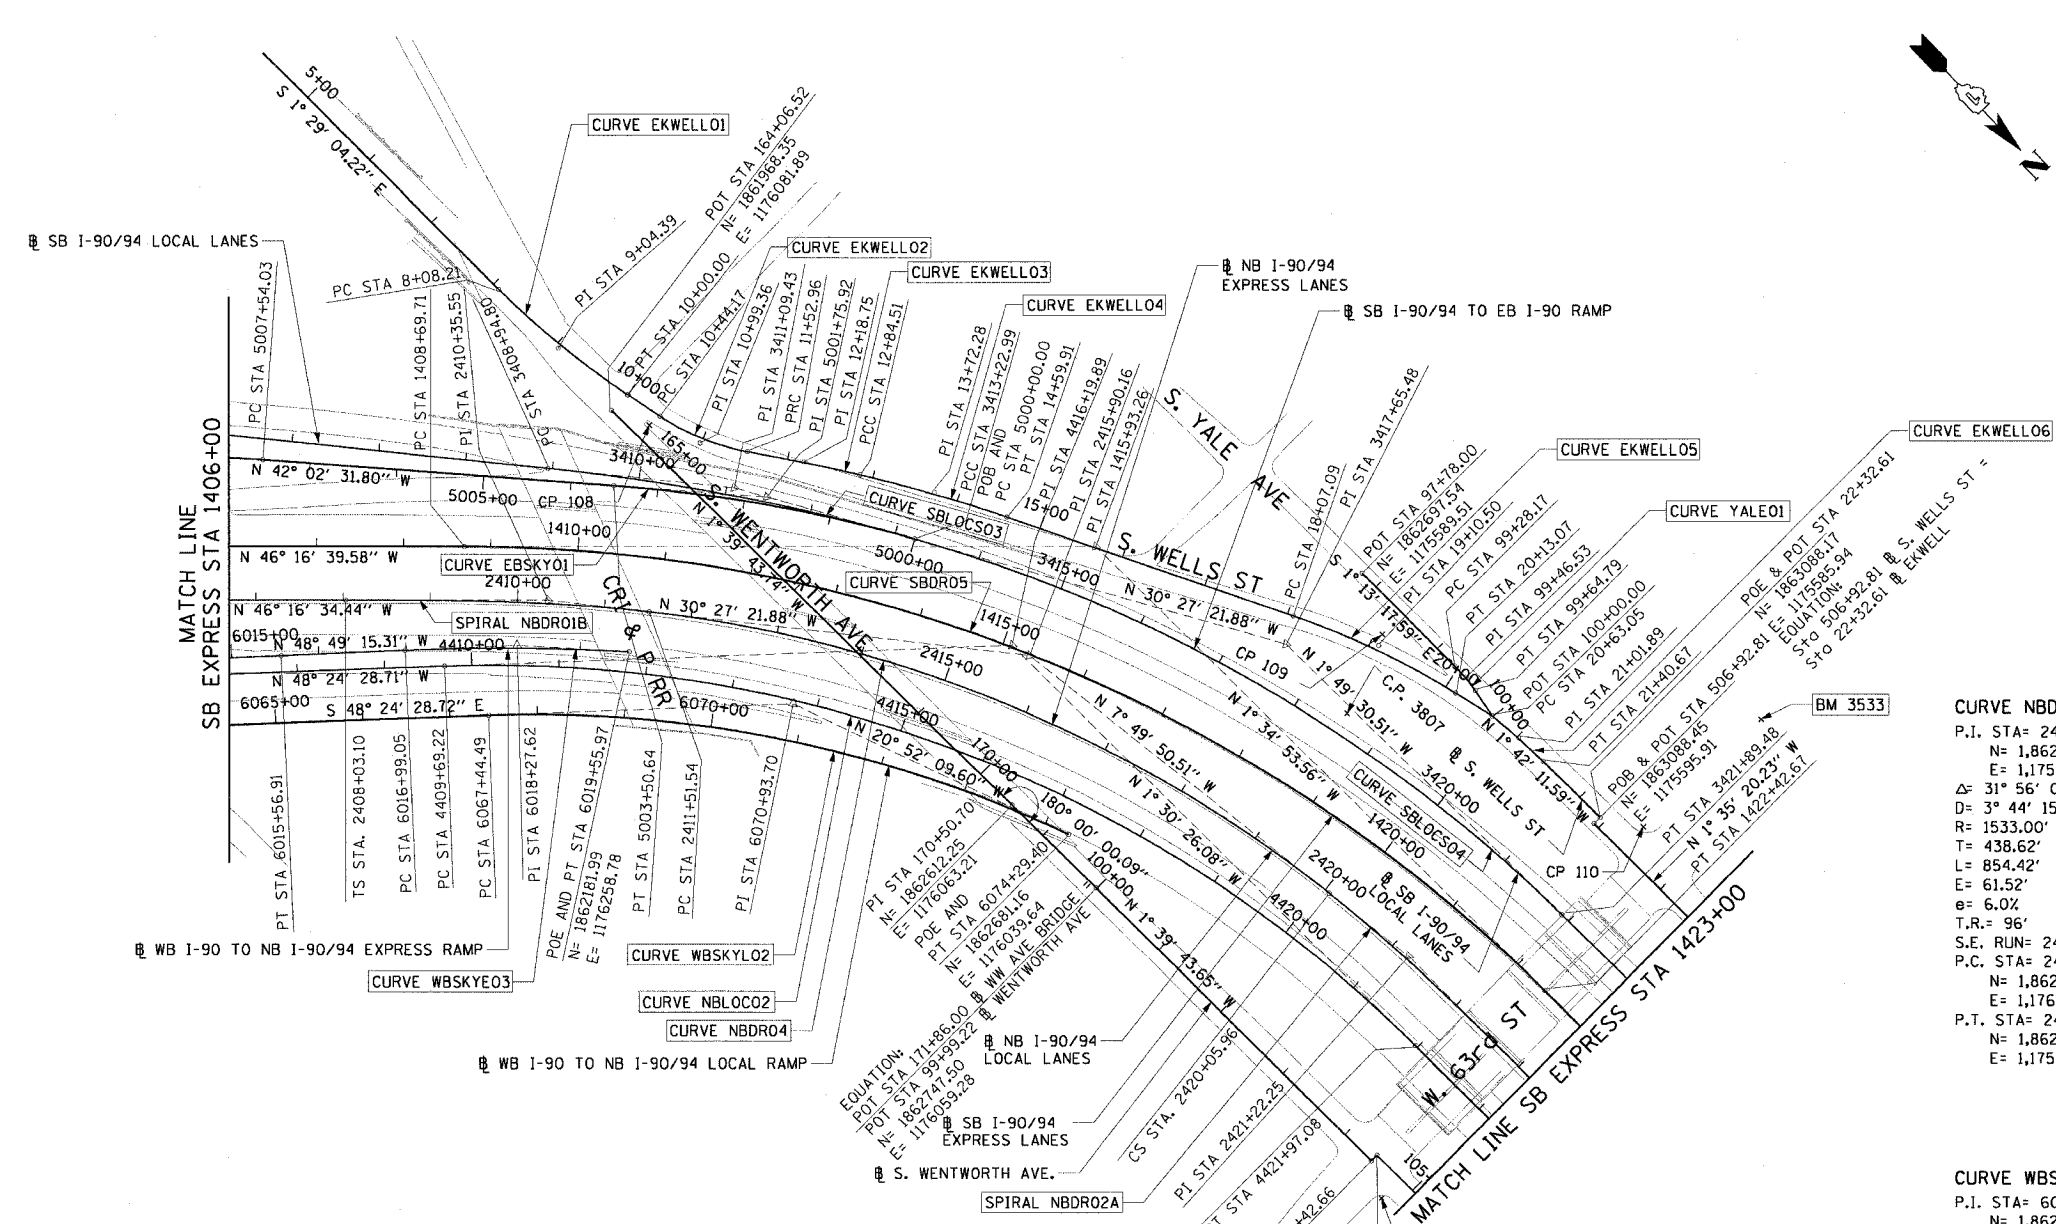 5+00
S 1° 29' 04.22" E
CURVE EKWELL01
POT STA 164+06.52
N= 1861968.35
E= 1176081.89
℄ SB I-90/94 LOCAL LANES
PC STA 5007+54.03
PC STA 8+08.21
PI STA 9+04.39
PC STA 1408+69.71
PI STA 2410+35.55
PC STA 3408+94.80
PT STA 10+00.00
10+00
PC STA 10+44.17
PI STA 10+99.36
CURVE EKWELL02
PI STA 3411+09.43
PRC STA 11+52.96
PI STA 5001+75.92
PI STA 12+18.75
PCC STA 12+84.51
CURVE EKWELL03
CURVE EKWELL04
PI STA 13+72.28
PCC STA 3413+22.99
POB AND
PC STA 5000+00.00
PT STA 14+59.91
PI STA 4416+19.89
PI STA 2415+90.16
PI STA 1415+93.26
℄ NB I-90/94
EXPRESS LANES
℄ SB I-90/94 TO EB I-90 RAMP
S. YALE AVE
PC STA 18+07.09
PI STA 3417+65.48
S 1° 13' 17.59" E
POT STA 97+78.00
N= 1862697.54
E= 1175589.51
PI STA 19+10.50
PC STA 99+28.17
PT STA 20+13.07
PI STA 99+46.53
PT STA 99+64.79
POT STA 100+00.00
PC STA 20+63.05
PI STA 21+01.89
PT STA 21+40.67
CURVE EKWELL05
CURVE YALE01
CURVE EKWELL06
POE & POT STA 22+32.61
N= 1863088.17
E= 1175585.94
EQUATION:
Sta 506+92.81 ℄ S. WELLS ST =
Sta 22+32.61 ℄ EKWELL
POB & POT STA 506+92.81
N= 1863088.45
E= 1175595.91
BM 3533
PT STA 3421+89.48
N 1° 35' 20.23" W
PT STA 1422+42.67
MATCH LINE
SB EXPRESS STA 1406+00
N 42° 02' 31.80" W
5005+00
CP 108
3410+00
165+00
1410+00
N 46° 16' 39.58" W
CURVE EBSKY01
2410+00
N 46° 16' 34.44" W
SPIRAL NBDR01B
6015+00
N 48° 49' 15.31" W
4410+00
N 48° 24' 28.71" W
6065+00
S 48° 24' 28.72" E
6070+00
CRI & P RR
S. WENTWORTH AVE
N 1° 39' 43.74" W
N 30° 27' 21.88" W
CURVE SBLOCS03
5000+00
CURVE SBDR05
15+00
S. WELLS ST
3415+00
1415+00
N 30° 27' 21.88" W
2415+00
4415+00
CP 109
N 1° 49' 30.51" W
C.P. 3807
20+00
100+00
N 1° 42' 11.59" W
℄ S. WELLS ST
3420+00
N 1° 34' 53.56" W
N 7° 49' 50.51" W
N 1° 30' 26.08" W
N 20° 52' 09.60" W
170+00
180° 00' 00.09"
100+00
CURVE SBLOCS04
1420+00
2420+00
4420+00
CP 110
℄ SB I-90/94
LOCAL LANES
N 1° 39' 43.65" W
PT STA 6015+56.91
TS STA. 2408+03.10
PC STA 6016+99.05
PC STA 4409+69.22
PC STA 6067+44.49
PI STA 6018+27.62
POE AND PT STA 6019+55.97
N= 1862181.99
E= 1176258.78
PT STA 5003+50.64
PC STA 2411+51.54
PI STA 6070+93.70
PI STA 170+50.70
N= 1862612.25
E= 1176063.21
POE AND
PT STA 6074+29.40
N= 1862681.16
E= 1176039.64
EQUATION:
POT STA 171+86.00 ℄ WW AVE BRIDGE
POT STA 99+99.22 ℄ WENTWORTH AVE
N= 1862747.50
E= 1176059.28
℄ WB I-90 TO NB I-90/94 EXPRESS RAMP
CURVE WBSKYE03
CURVE WBSKYL02
CURVE NBLOC02
CURVE NBDR04
℄ WB I-90 TO NB I-90/94 LOCAL RAMP
℄ NB I-90/94
LOCAL LANES
℄ SB I-90/94
EXPRESS LANES
℄ S. WENTWORTH AVE.
SPIRAL NBDR02A
CS STA. 2420+05.96
PI STA 2421+22.25
T STA 4421+97.08
+42.66
105
W. 63rd ST
MATCH LINE SB EXPRESS STA 1423+00
N
CURVE NBD
P.I. STA= 24
N= 1,862
E= 1,175
Δ= 31° 56' 0
D= 3° 44' 15
R= 1533.00'
T= 438.62'
L= 854.42'
E= 61.52'
e= 6.0%
T.R.= 96'
S.E. RUN= 24
P.C. STA= 24
N= 1,862
E= 1,176
P.T. STA= 24
N= 1,862
E= 1,175
CURVE WBS
P.I. STA= 60
N= 1,862